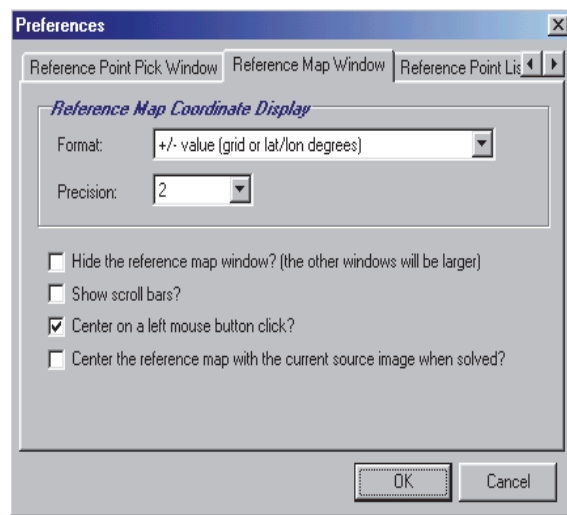 Preferences
Reference Point Pick Window Reference Map Window Reference Point Lis
Reference Map Coordinate Display
Format: +/- value (grid or lat/lon degrees)
Precision: 2
Hide the reference map window? (the other windows will be larger)
Show scroll bars?
Center on a left mouse button click?
Center the reference map with the current source image when solved?
OK Cancel